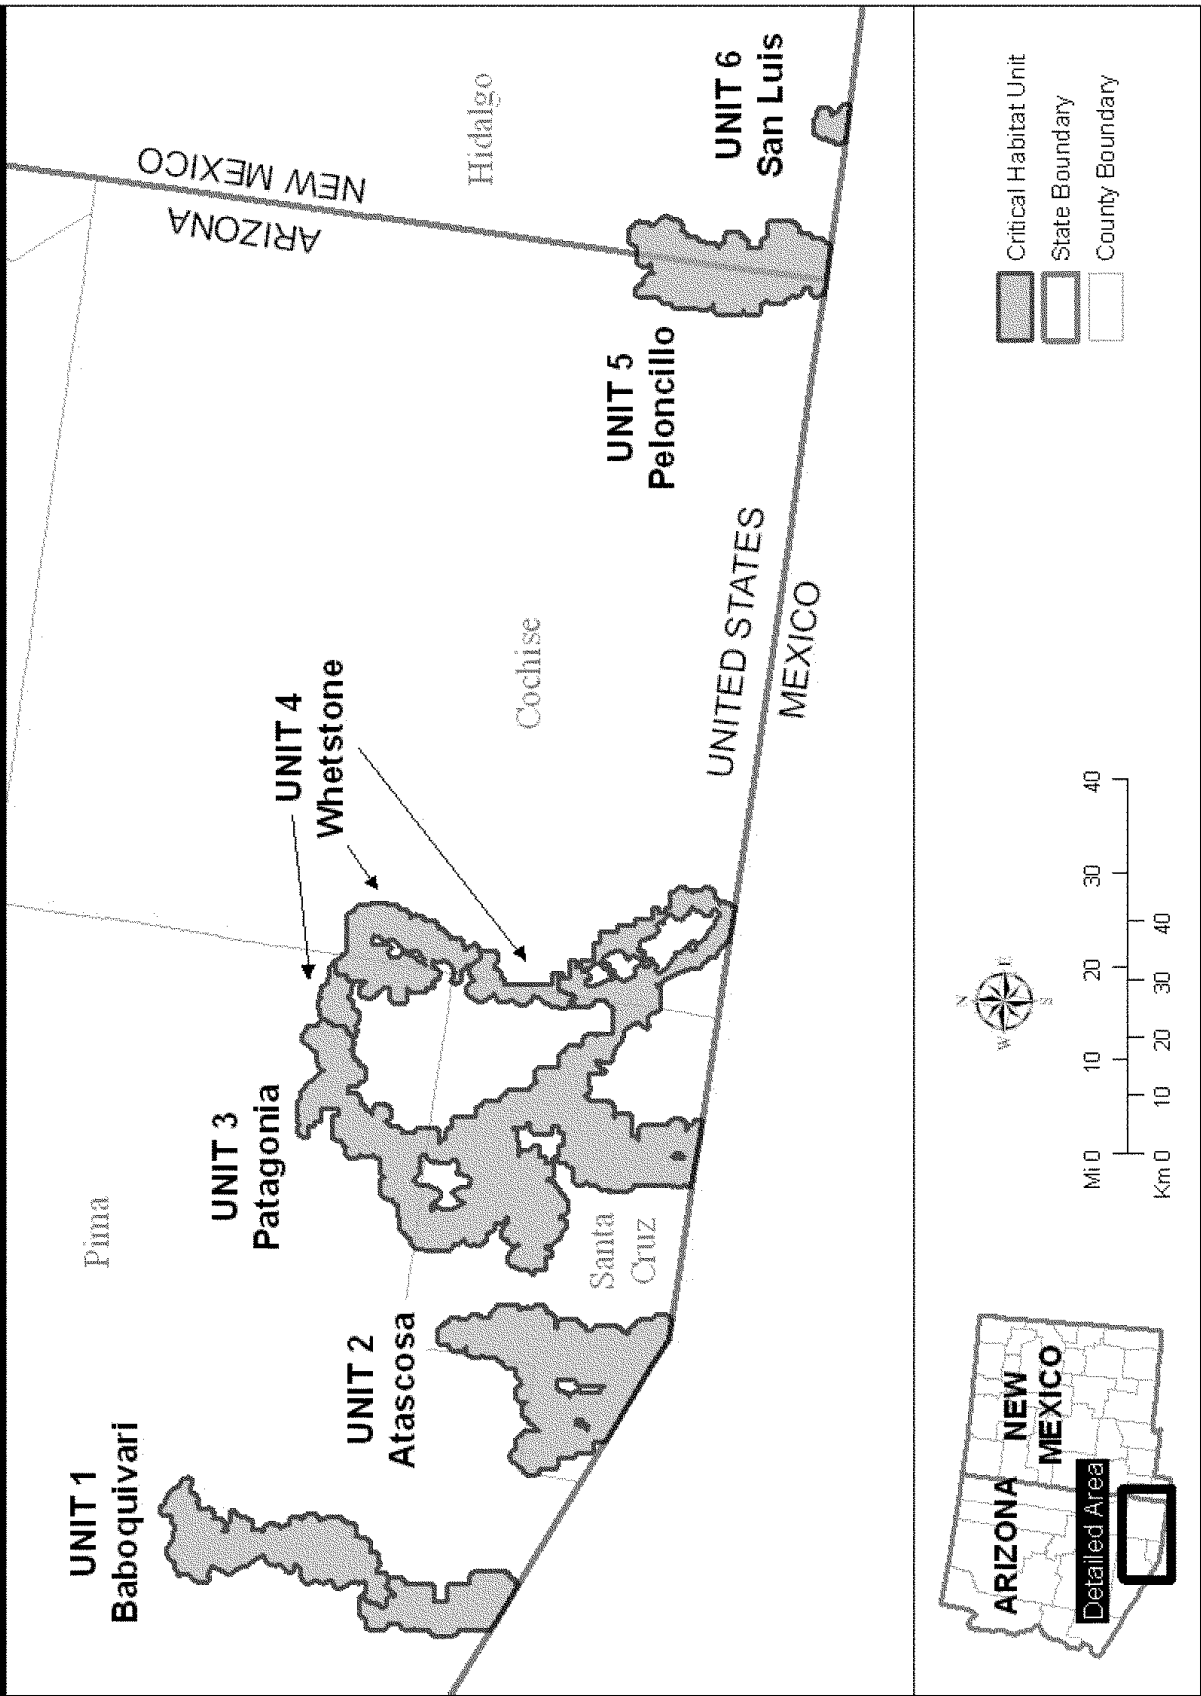 UNIT 1
Baboquivari
UNIT 2
Atascosa
UNIT 3
Patagonia
UNIT 4
Whetstone
UNIT 5
Peloncillo
UNIT 6
San Luis
Pima
Santa
Cruz
Cochise
Hidalgo
ARIZONA
NEW MEXICO
UNITED STATES
MEXICO
ARIZONA
NEW
MEXICO
Detailed Area
N
W
E
S
Mi 0 10 20 30 40
Km 0 10 20 30 40
Critical Habitat Unit
State Boundary
County Boundary